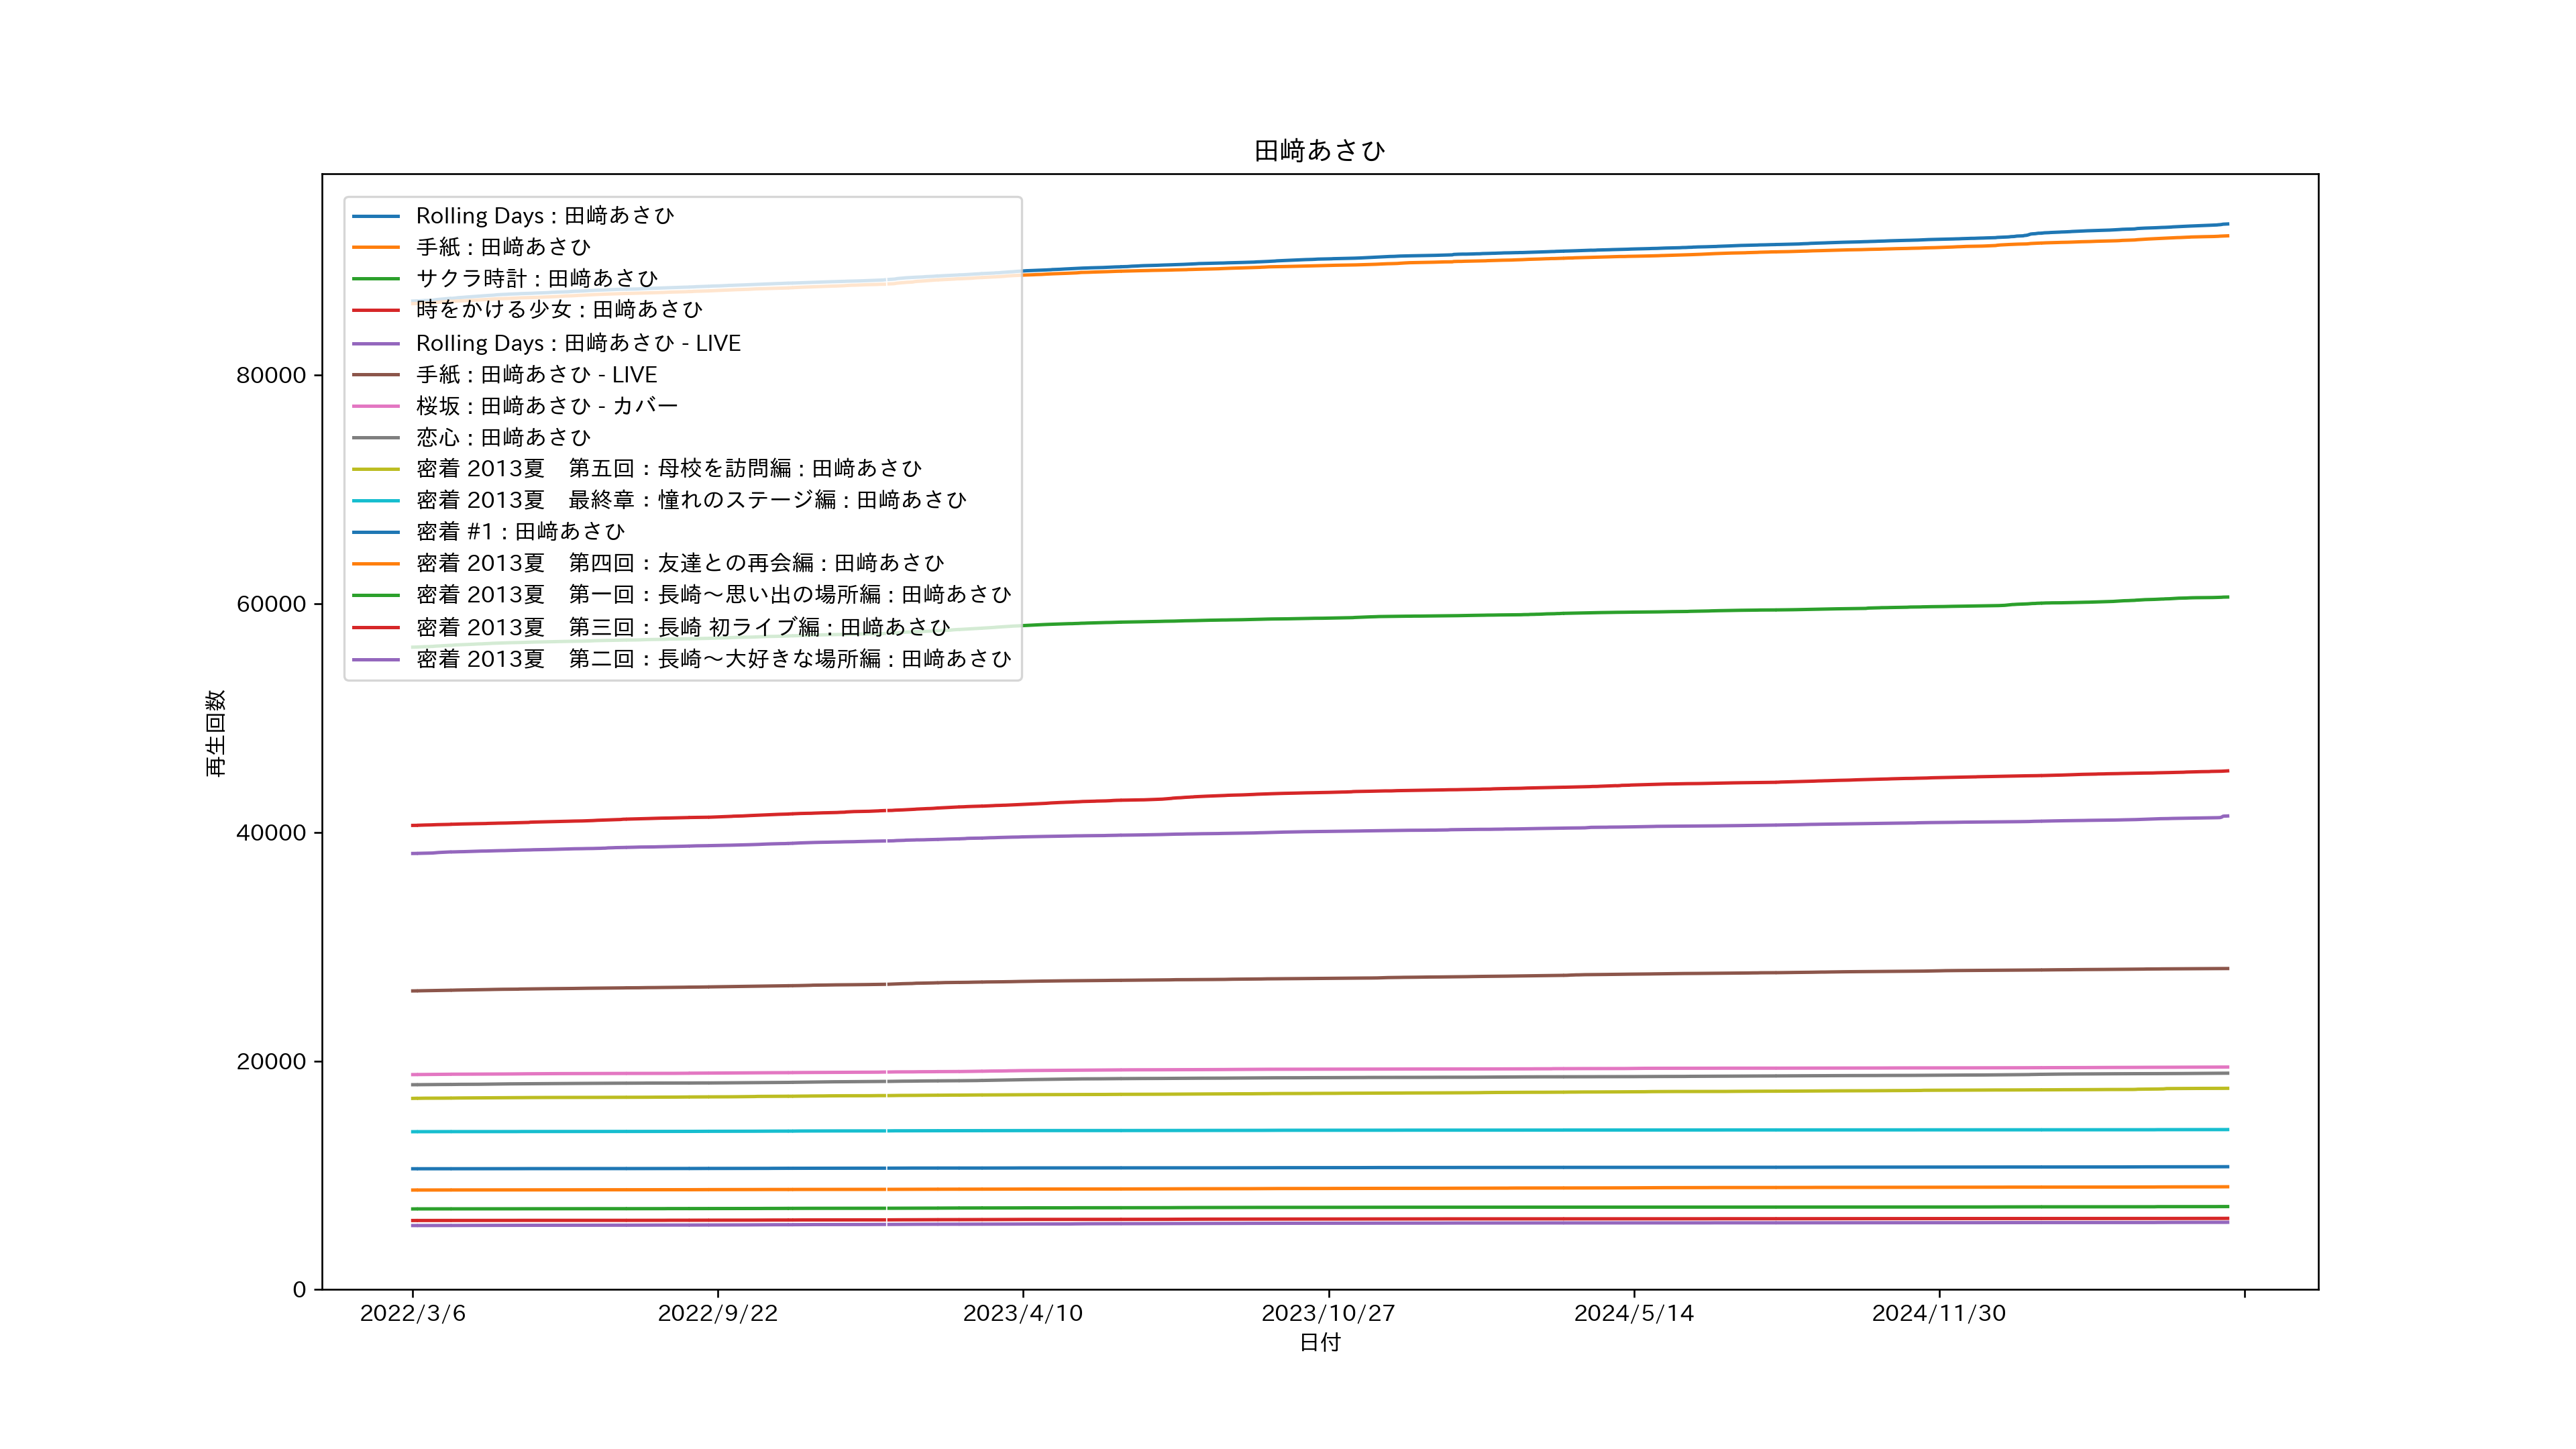 田﨑あさひ
Rolling Days : 田﨑あさひ
手紙 : 田﨑あさひ
サクラ時計 : 田﨑あさひ
時をかける少女 : 田﨑あさひ
Rolling Days : 田﨑あさひ - LIVE
手紙 : 田﨑あさひ - LIVE
桜坂 : 田﨑あさひ - カバー
恋心 : 田﨑あさひ
密着 2013夏　第五回：母校を訪問編 : 田﨑あさひ
密着 2013夏　最終章：憧れのステージ編 : 田﨑あさひ
密着 #1 : 田﨑あさひ
密着 2013夏　第四回：友達との再会編 : 田﨑あさひ
密着 2013夏　第一回：長崎～思い出の場所編 : 田﨑あさひ
密着 2013夏　第三回：長崎 初ライブ編 : 田﨑あさひ
密着 2013夏　第二回：長崎～大好きな場所編 : 田﨑あさひ
80000
60000
40000
20000
0
再生回数
2022/3/6 2022/9/22 2023/4/10 2023/10/27 2024/5/14 2024/11/30
日付